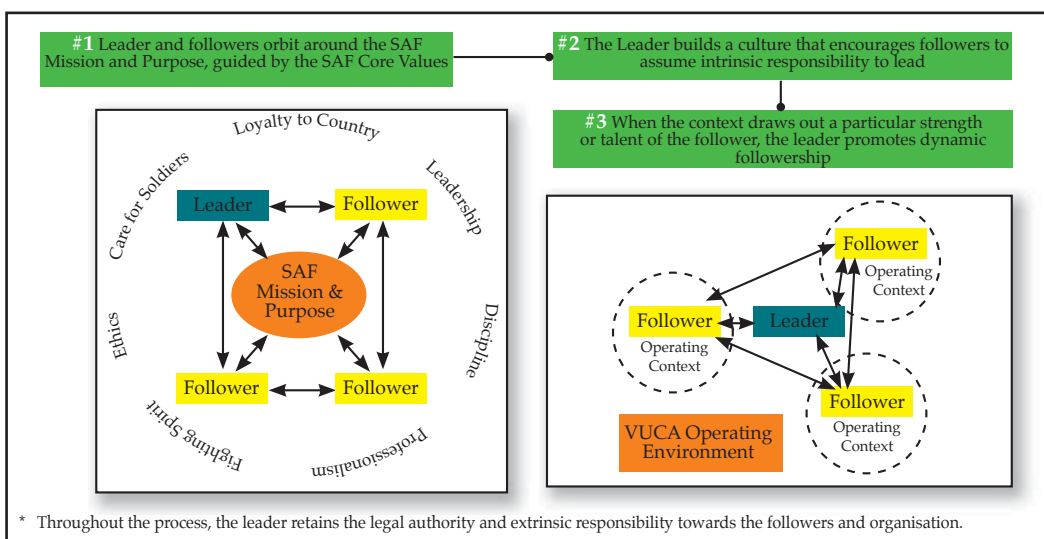 #1 Leader and followers orbit around the SAF
Mission and Purpose, guided by the SAF Core Values
#2 The Leader builds a culture that encourages followers to
assume intrinsic responsibility to lead
#3 When the context draws out a particular strength
or talent of the follower, the leader promotes dynamic
followership
Loyalty to Country
Leadership
Discipline
Professionalism
Fighting Spirit
Ethics
Care for Soldiers
Leader
Follower
SAF
Mission &
Purpose
Follower
Follower
Follower
Operating
Context
Follower
Operating
Context
Leader
Follower
Operating
Context
VUCA Operating
Environment
* Throughout the process, the leader retains the legal authority and extrinsic responsibility towards the followers and organisation.